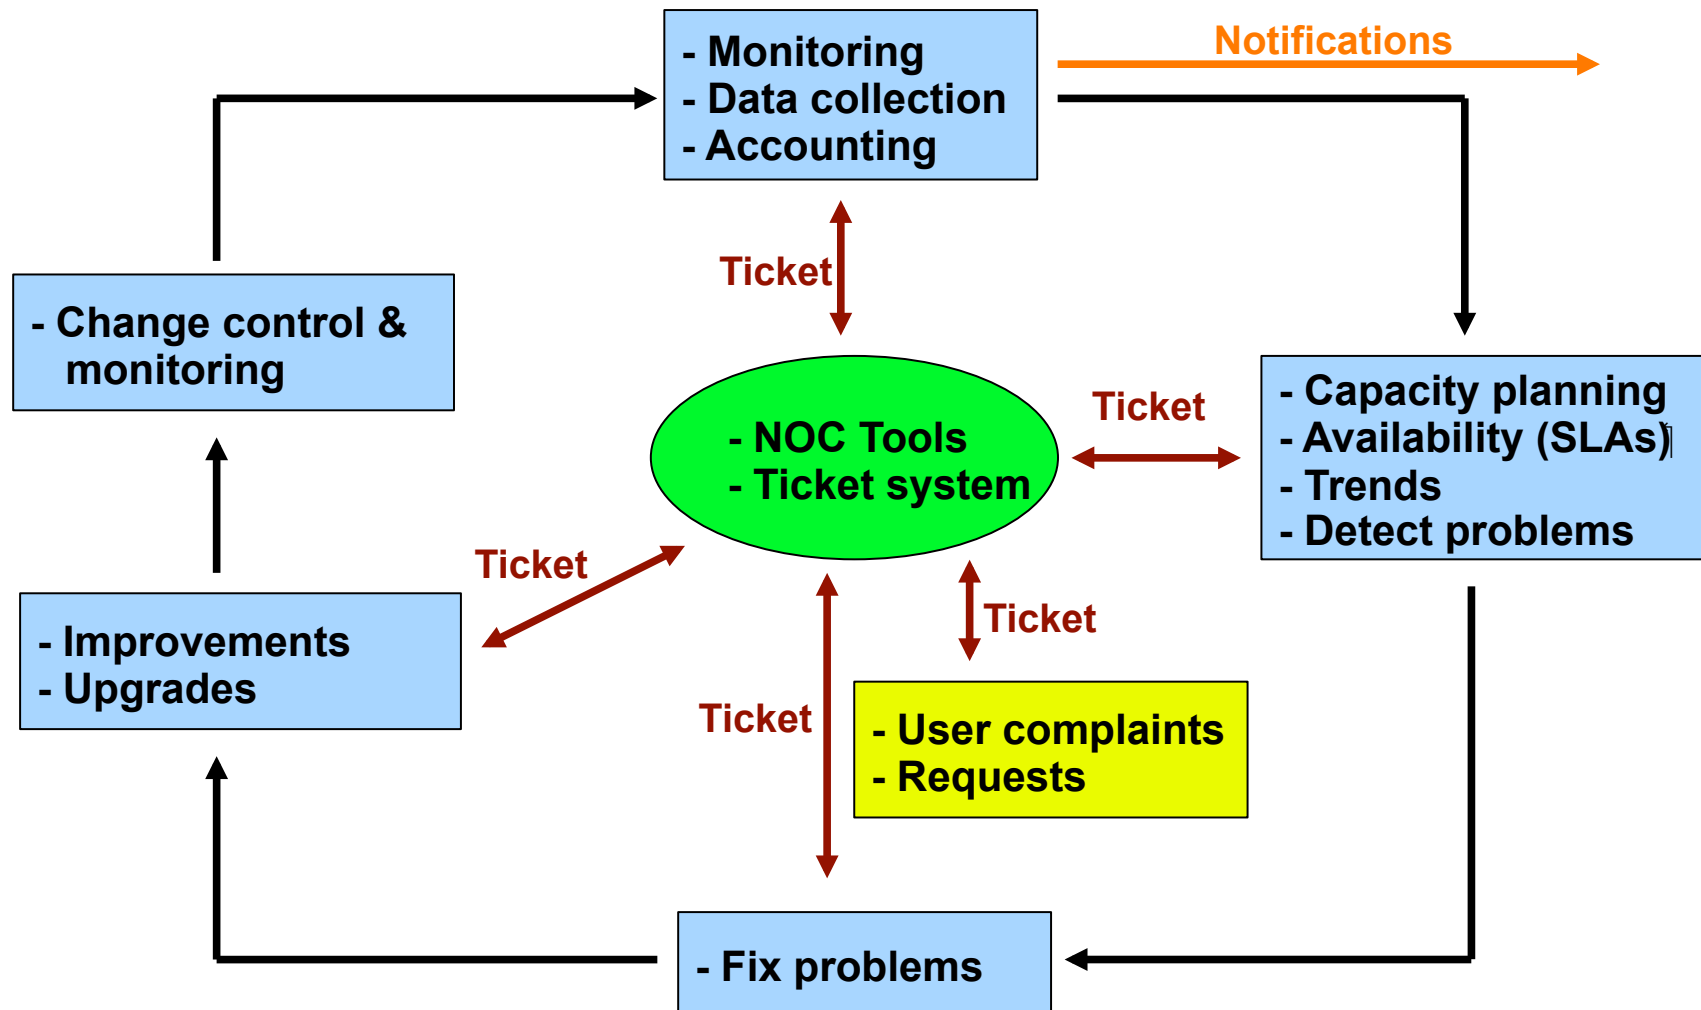 - Monitoring
- Data collection
- Accounting
Notifications
Ticket
- Change control &
monitoring
- NOC Tools
- Ticket system
Ticket
- Capacity planning
- Availability (SLAs)
- Trends
- Detect problems
Ticket
- Improvements
- Upgrades
Ticket
Ticket
- User complaints
- Requests
- Fix problems